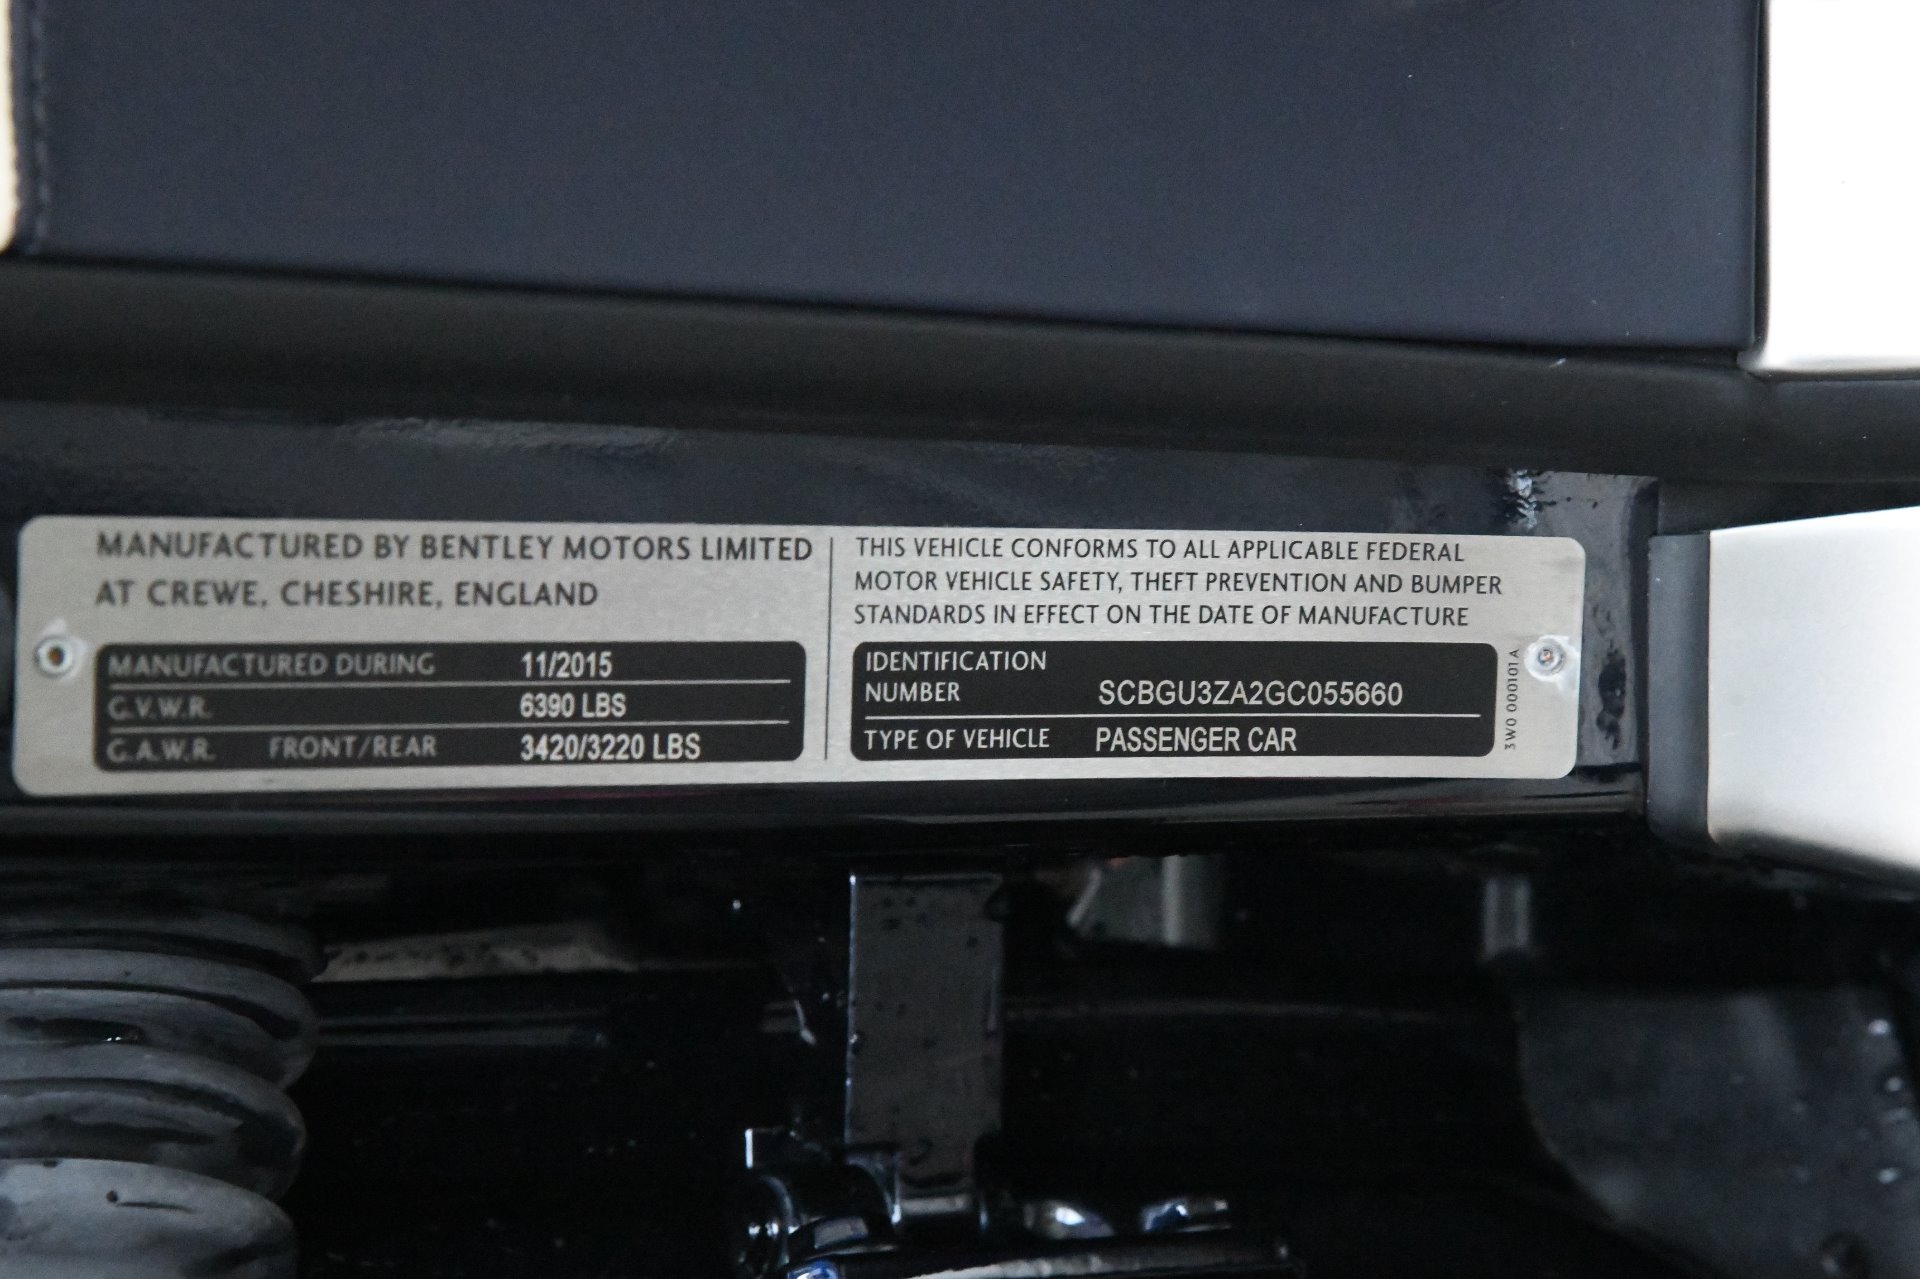 MANUFACTURED BY BENTLEY MOTORS LIMITED
AT CREWE, CHESHIRE, ENGLAND
MANUFACTURED DURING 11/2015
G.V.W.R. 6390 LBS
G.A.W.R. FRONT/REAR 3420/3220 LBS
THIS VEHICLE CONFORMS TO ALL APPLICABLE FEDERAL
MOTOR VEHICLE SAFETY, THEFT PREVENTION AND BUMPER
STANDARDS IN EFFECT ON THE DATE OF MANUFACTURE
IDENTIFICATION
NUMBER SCBGU3ZA2GC055660
TYPE OF VEHICLE PASSENGER CAR
3W0 000101 A